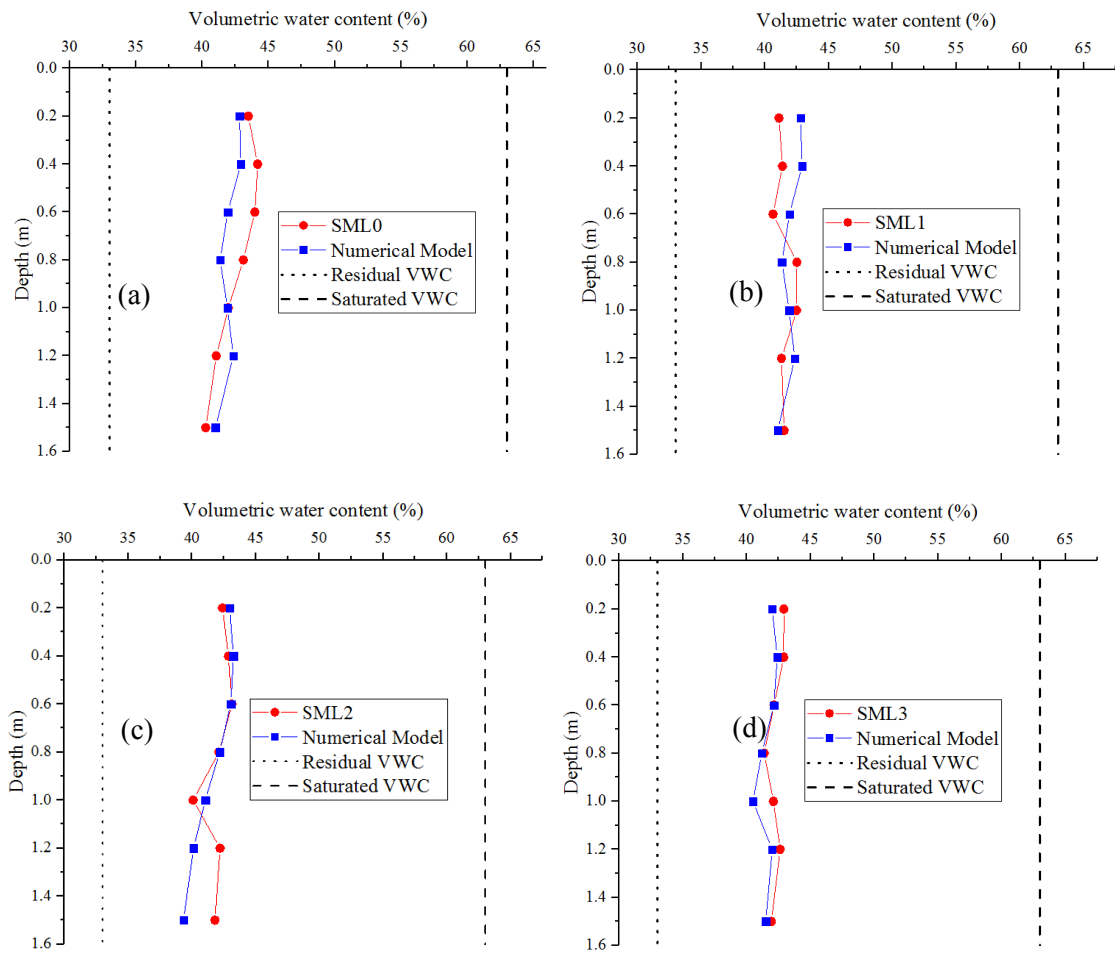 Volumetric water content (%)
30 35 40 45 50 55 60 65
0.0
0.2
0.4
0.6
0.8
1.0
1.2
1.4
1.6
Depth (m)
(a)
SML0
Numerical Model
Residual VWC
Saturated VWC
Volumetric water content (%)
30 35 40 45 50 55 60 65
0.0
0.2
0.4
0.6
0.8
1.0
1.2
1.4
1.6
Depth (m)
(b)
SML1
Numerical Model
Residual VWC
Saturated VWC
Volumetric water content (%)
30 35 40 45 50 55 60 65
0.0
0.2
0.4
0.6
0.8
1.0
1.2
1.4
1.6
Depth (m)
(c)
SML2
Numerical Model
Residual VWC
Saturated VWC
Volumetric water content (%)
30 35 40 45 50 55 60 65
0.0
0.2
0.4
0.6
0.8
1.0
1.2
1.4
1.6
Depth (m)
(d)
SML3
Numerical Model
Residual VWC
Saturated VWC